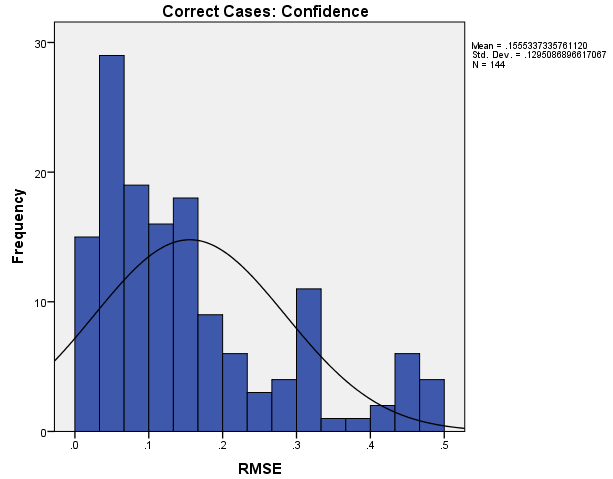 Correct Cases: Confidence
Mean = .1555337335761120
Std. Dev. = .1295086896617067
N = 144
30
20
10
0
Frequency
.0 .1 .2 .3 .4 .5
RMSE